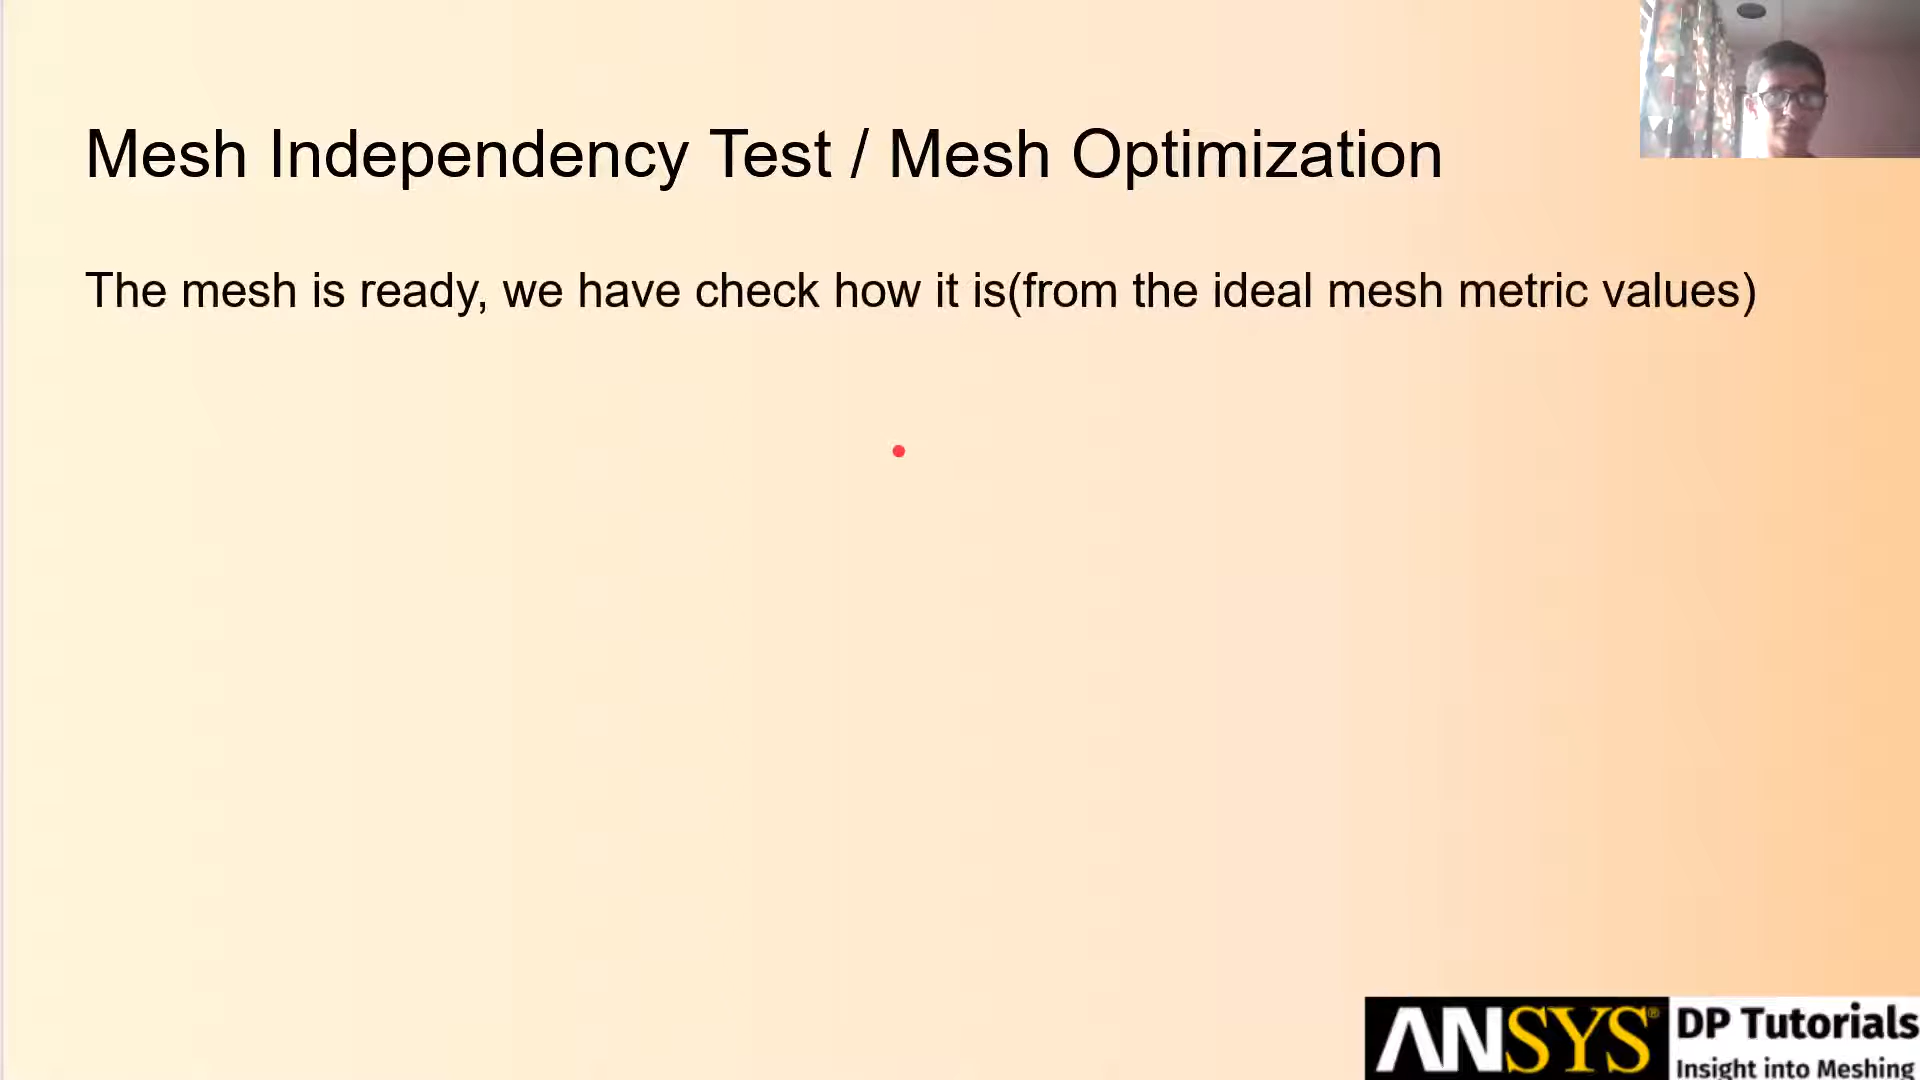 Mesh Independency Test / Mesh Optimization
The mesh is ready, we have check how it is(from the ideal mesh metric values)
ANSYS®
DP Tutorials
Insight into Meshing